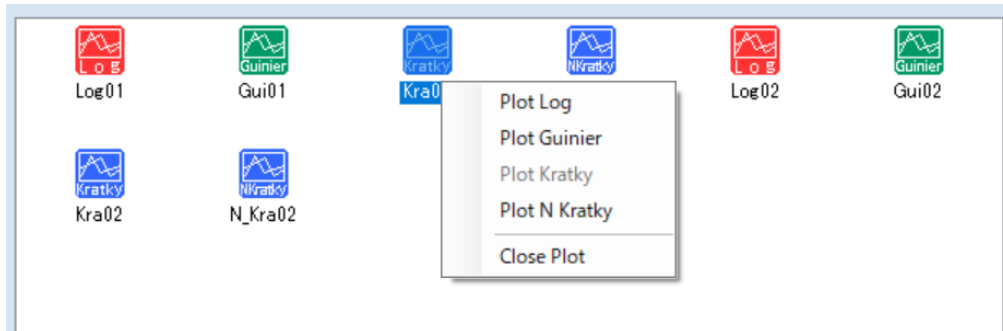 Log Guinier Kratky NKratky Log Guinier
Log01 Gui01 Kra0 Log02 Gui02
Plot Log
Plot Guinier
Plot Kratky
Plot N Kratky
Close Plot
Kratky NKratky
Kra02 N_Kra02